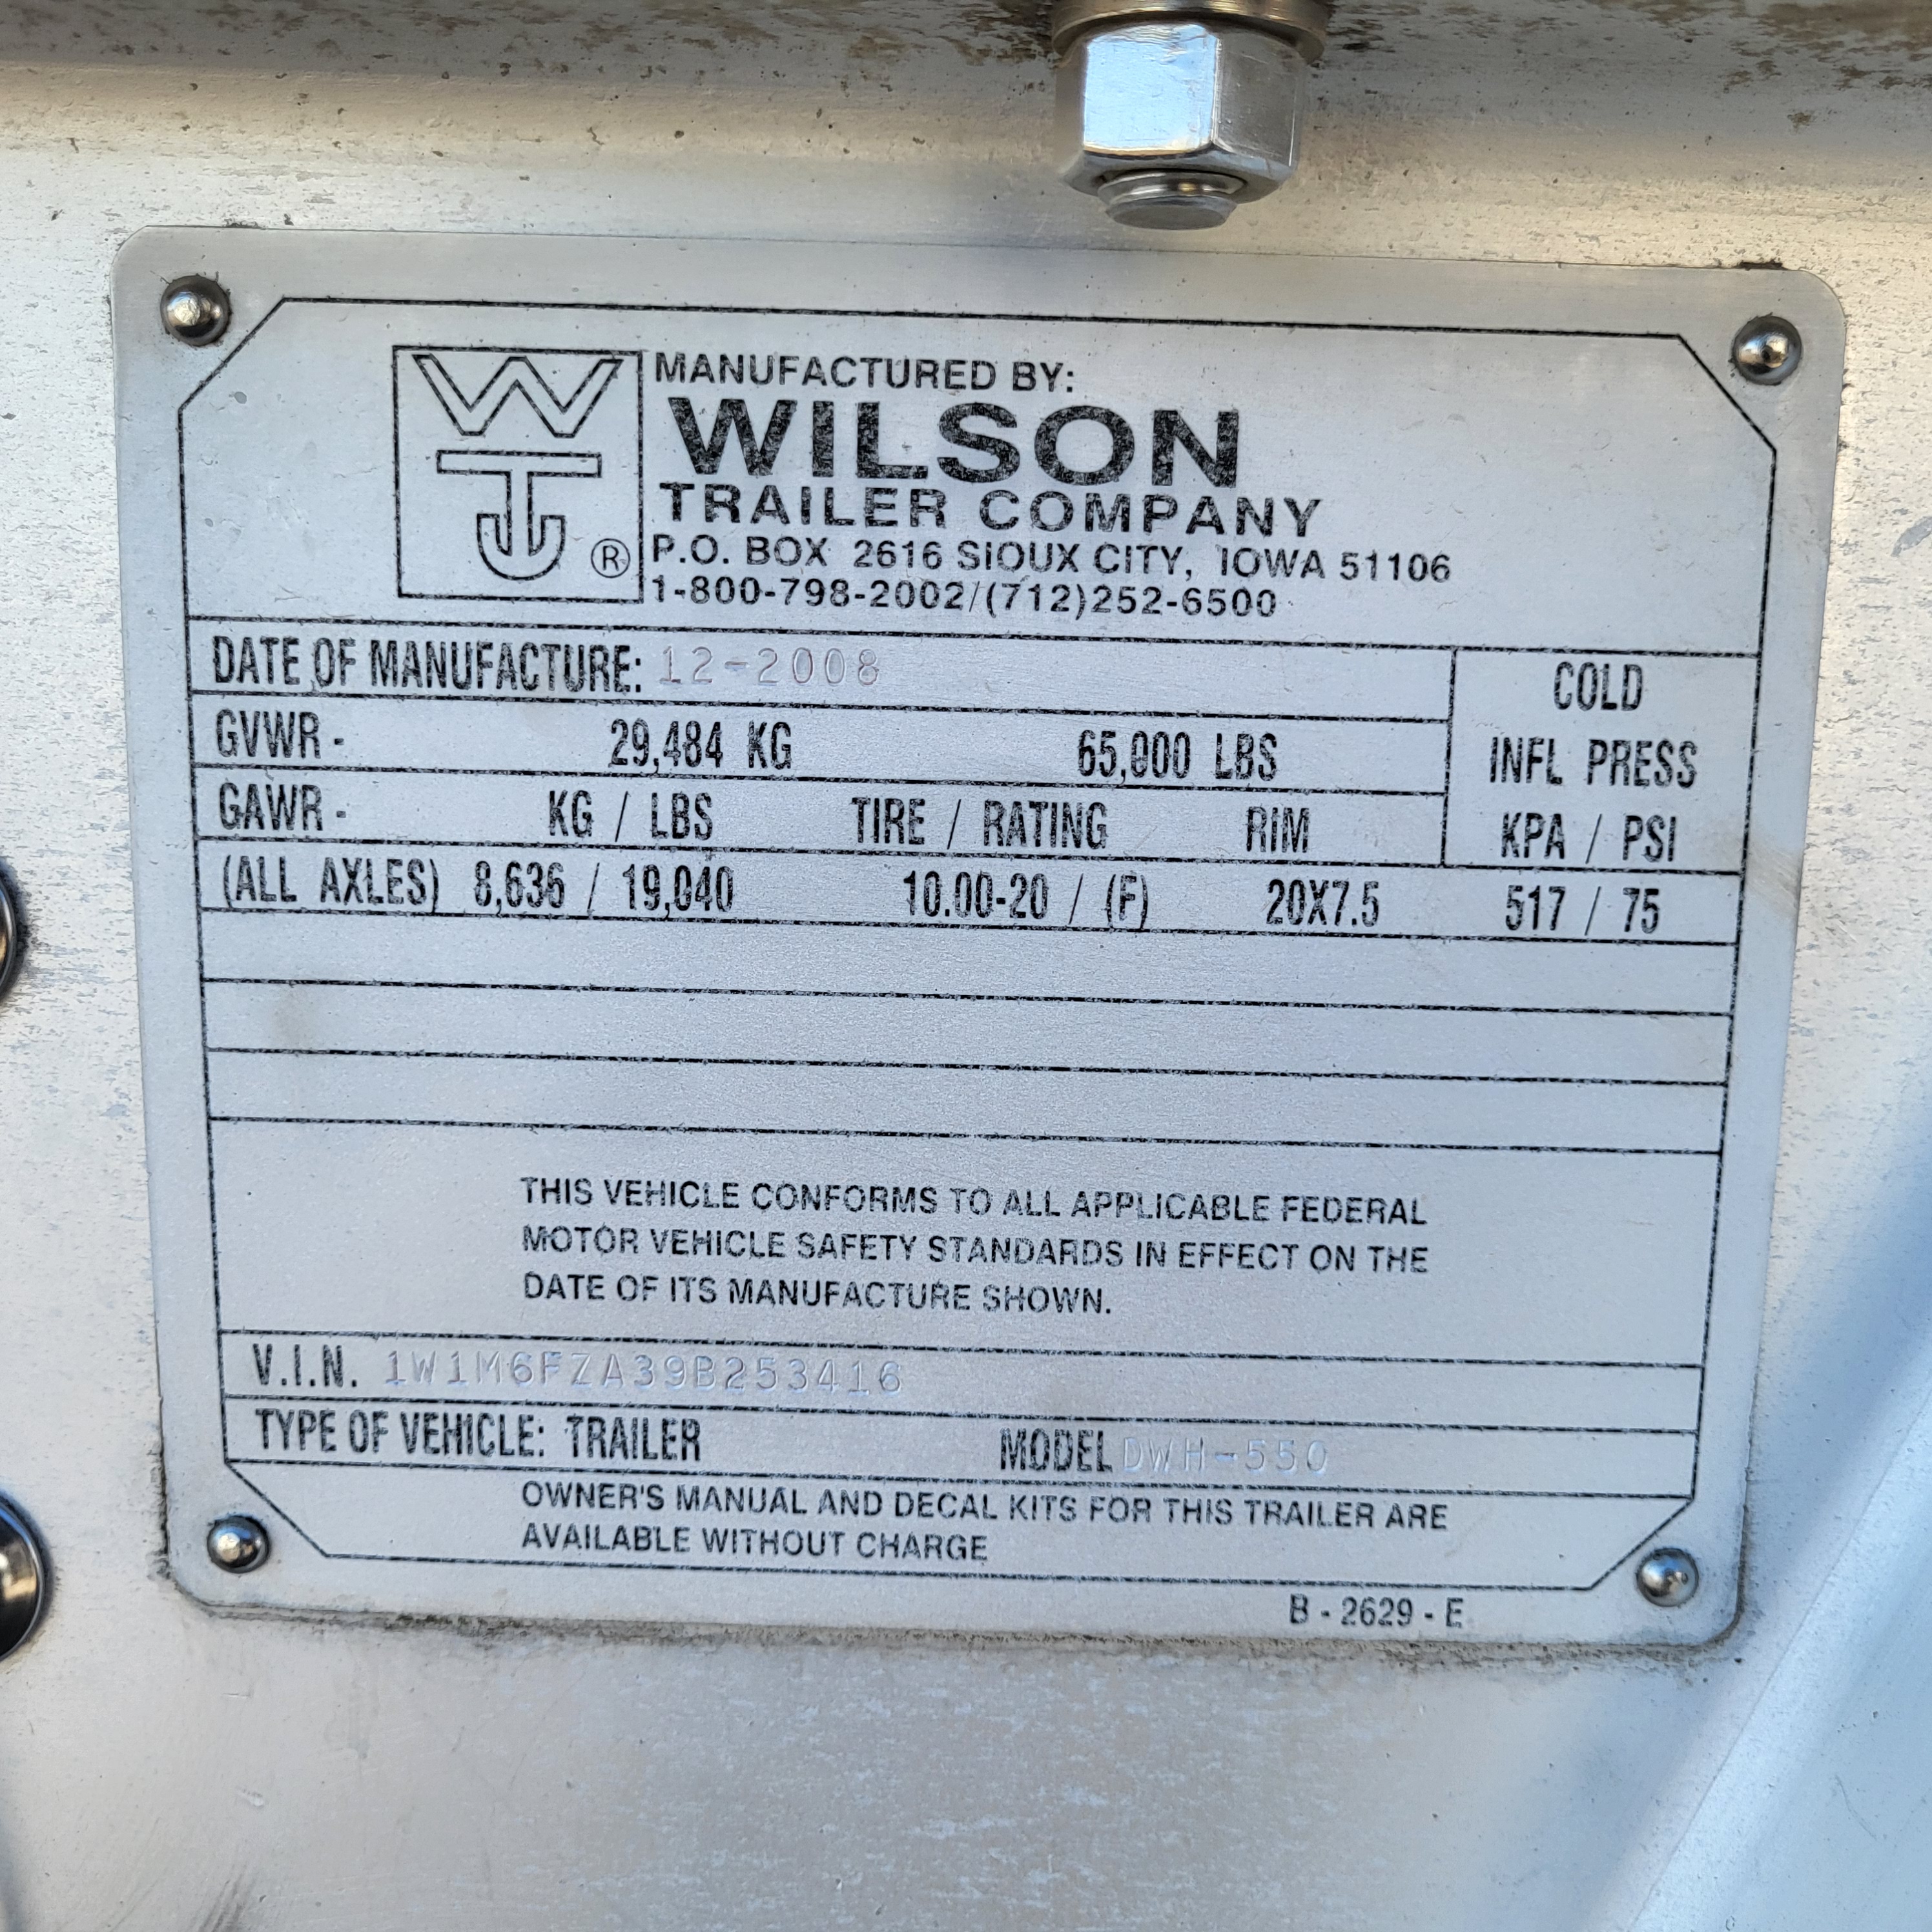 WTJ ®
MANUFACTURED BY:
WILSON
TRAILER COMPANY
P.O. BOX 2616 SIOUX CITY, IOWA 51106
1-800-798-2002/(712)252-6500
DATE OF MANUFACTURE: 12-2008
COLD
INFL PRESS
KPA / PSI
GVWR - 29,484 KG 65,000 LBS
GAWR - KG / LBS TIRE / RATING RIM
(ALL AXLES) 8,636 / 19,040 10.00-20 / (F) 20X7.5 517 / 75
THIS VEHICLE CONFORMS TO ALL APPLICABLE FEDERAL
MOTOR VEHICLE SAFETY STANDARDS IN EFFECT ON THE
DATE OF ITS MANUFACTURE SHOWN.
V.I.N. 1W1M6FZA39B253416
TYPE OF VEHICLE: TRAILER MODEL DWH-550
OWNER'S MANUAL AND DECAL KITS FOR THIS TRAILER ARE
AVAILABLE WITHOUT CHARGE
B - 2629 - E